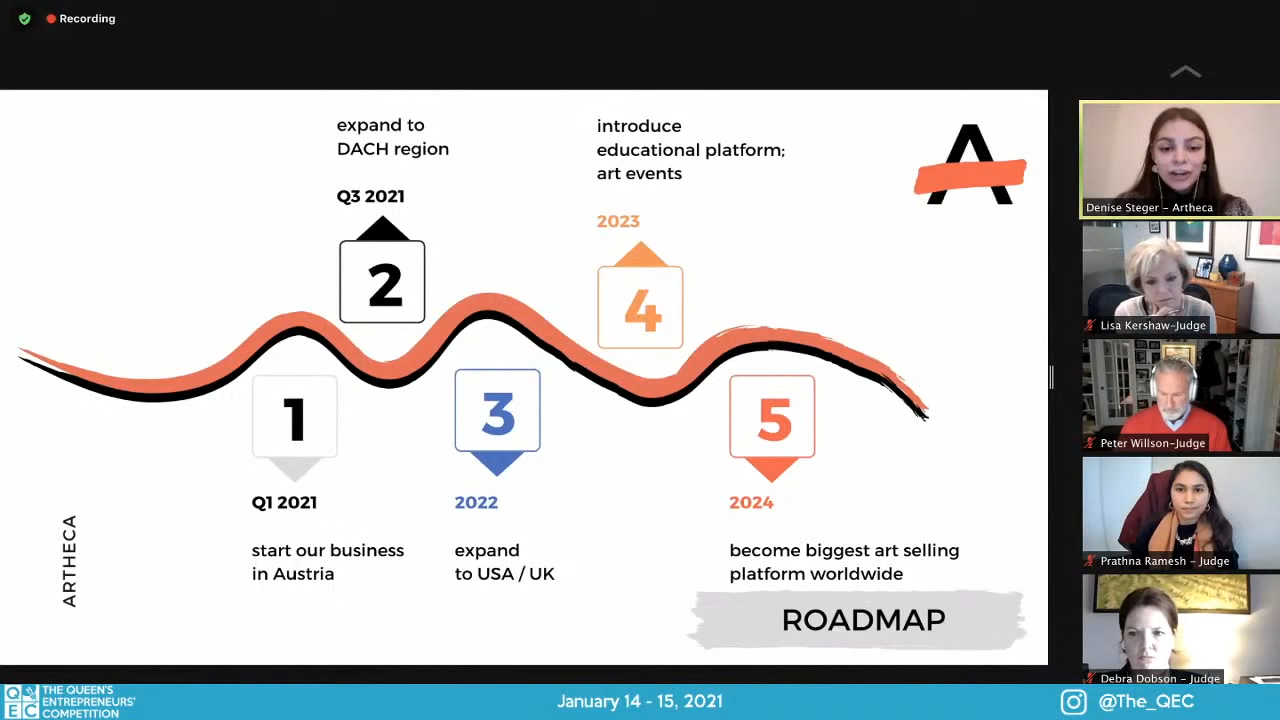 Recording
expand to
DACH region
Q3 2021
2
introduce
educational platform;
art events
2023
4
A
1
Q1 2021
start our business
in Austria
3
2022
expand
to USA / UK
5
2024
become biggest art selling
platform worldwide
ROADMAP
ARTHECA
Denise Steger – Artheca
Lisa Kershaw-Judge
Peter Willson-Judge
Prathna Ramesh – Judge
Debra Dobson – Judge
QEC
THE QUEEN'S
ENTREPRENEURS'
COMPETITION
January 14 - 15, 2021
@The_QEC